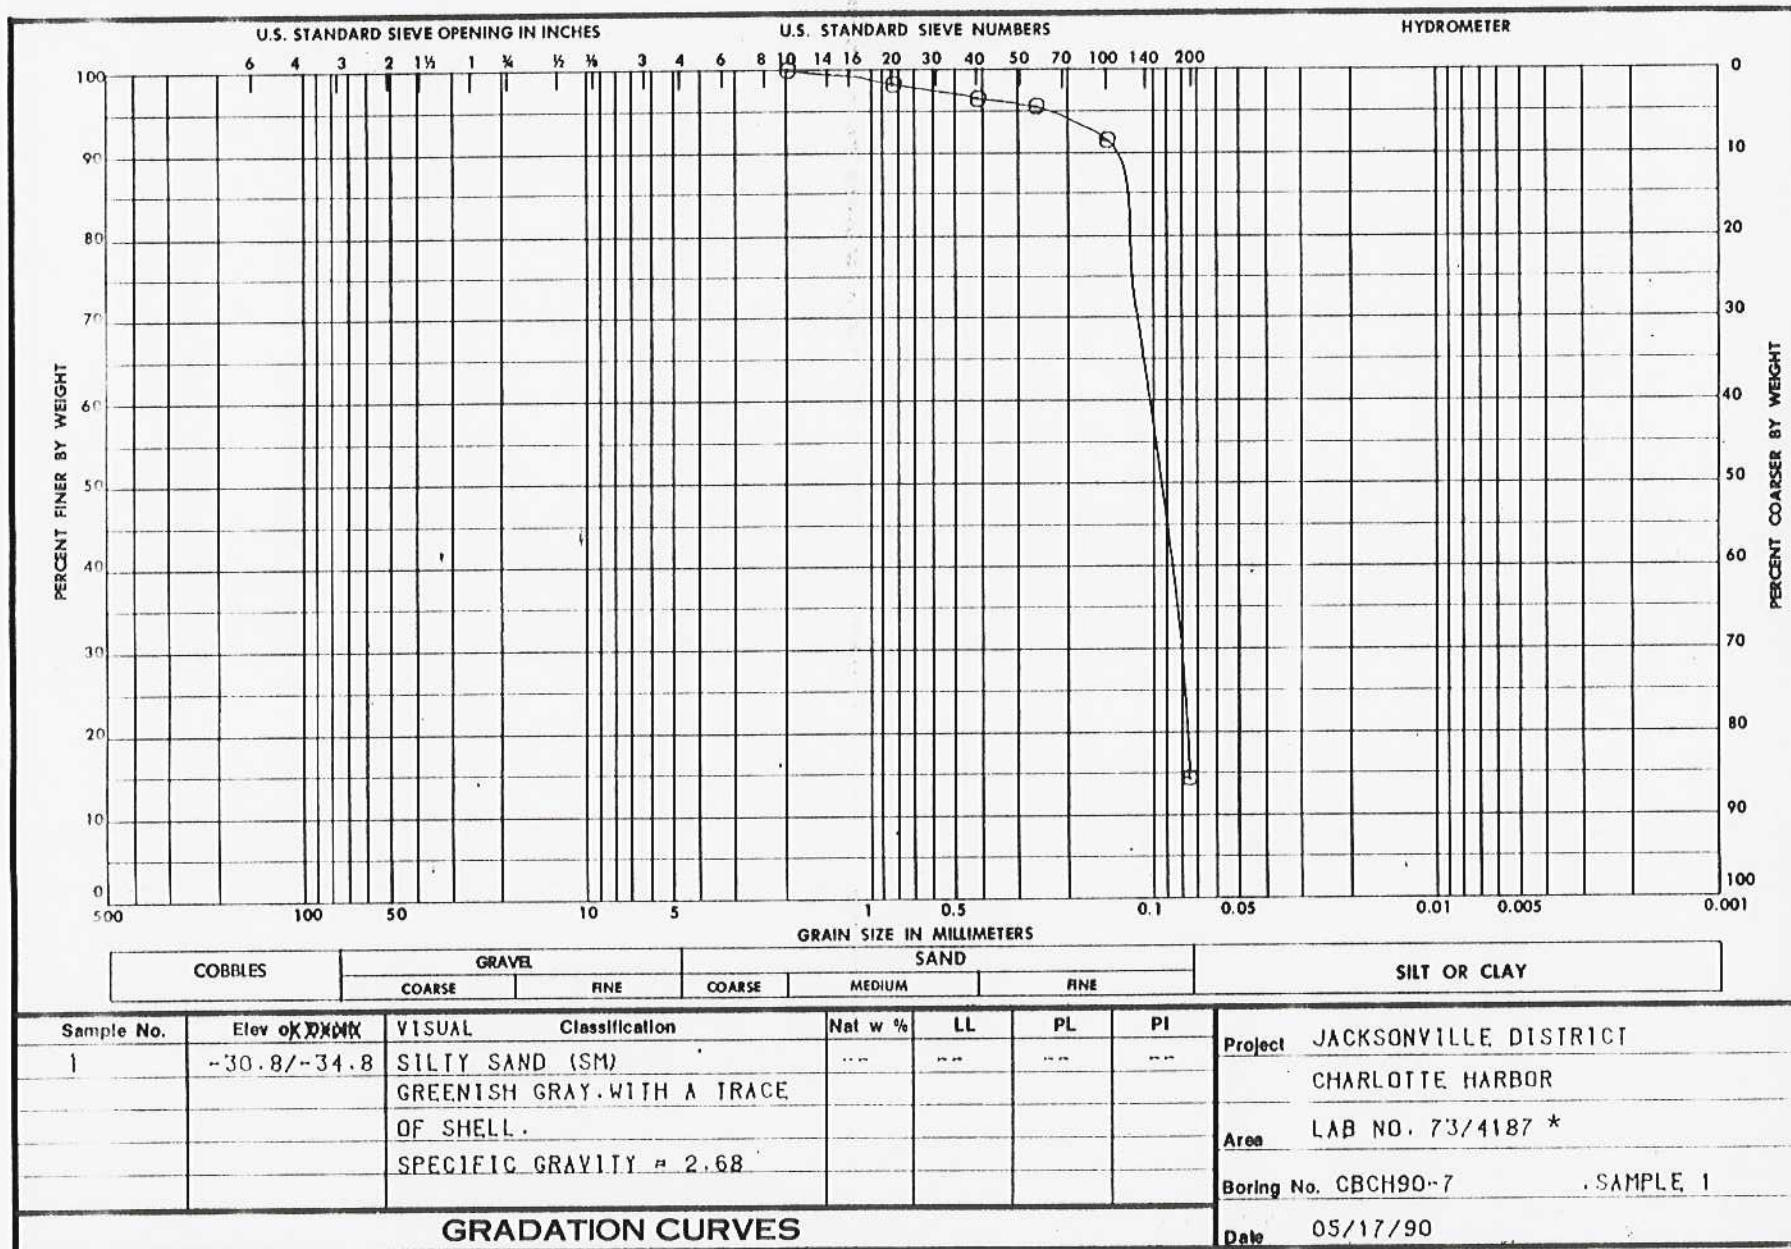 U.S. STANDARD SIEVE OPENING IN INCHES U.S. STANDARD SIEVE NUMBERS HYDROMETER
6 4 3 2 1½ 1 ¾ ½ ⅜ 3 4 6 8 10 14 16 20 30 40 50 70 100 140 200
100 0
90 10
80 20
70 30
60 40
50 50
40 60
30 70
20 80
10 90
0 100
PERCENT FINER BY WEIGHT
PERCENT COARSER BY WEIGHT
500 100 50 10 5 1 0.5 0.1 0.05 0.01 0.005 0.001
GRAIN SIZE IN MILLIMETERS
COBBLES GRAVEL SAND SILT OR CLAY
COARSE FINE COARSE MEDIUM FINE
Sample No. Elev VISUAL Classification Nat w % LL PL PI
1 -30.8/-34.8 SILTY SAND (SM) -- -- -- --
GREENISH GRAY.WITH A TRACE
OF SHELL.
SPECIFIC GRAVITY = 2.68
Project JACKSONVILLE DISTRICT
CHARLOTTE HARBOR
Area LAB NO. 73/4187 *
Boring No. CBCH90-7 .SAMPLE 1
Date 05/17/90
GRADATION CURVES